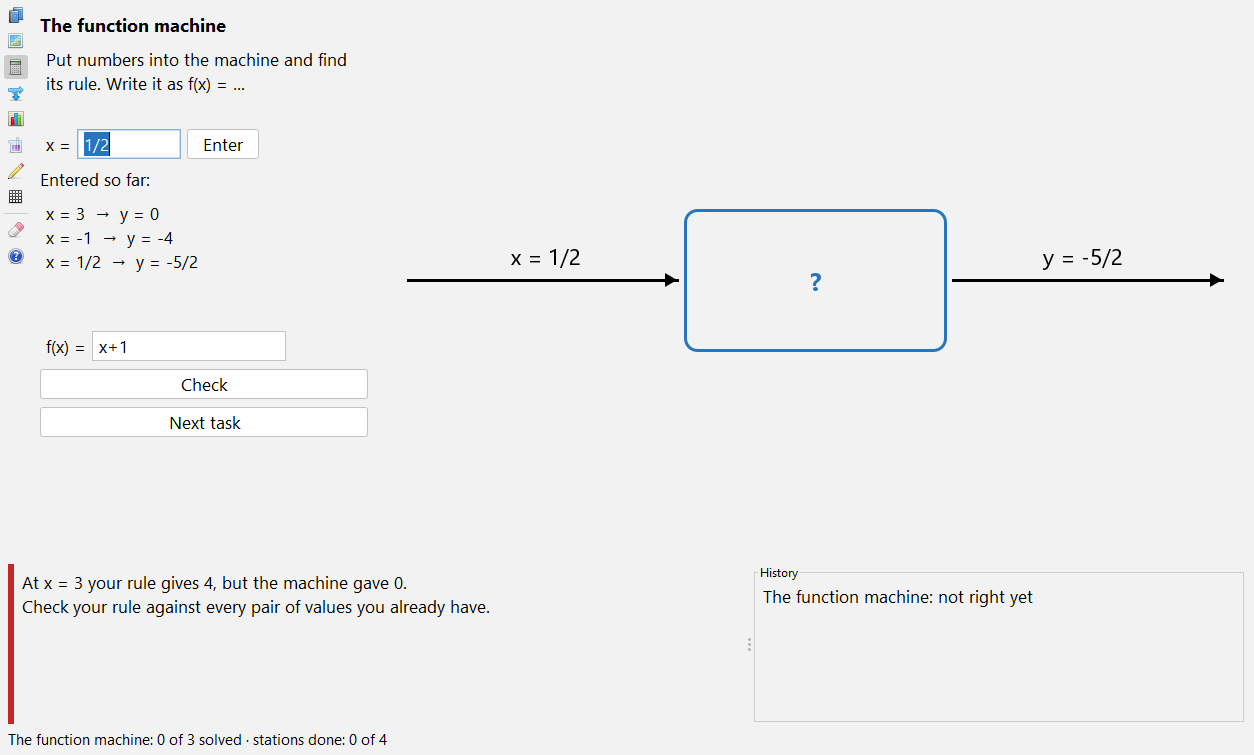 The function machine
Put numbers into the machine and find
its rule. Write it as f(x) = ...
x = 1/2 Enter
Entered so far:
x = 3 → y = 0
x = -1 → y = -4
x = 1/2 → y = -5/2
x = 1/2
?
y = -5/2
f(x) = x+1
Check
Next task
At x = 3 your rule gives 4, but the machine gave 0.
Check your rule against every pair of values you already have.
History
The function machine: not right yet
The function machine: 0 of 3 solved · stations done: 0 of 4